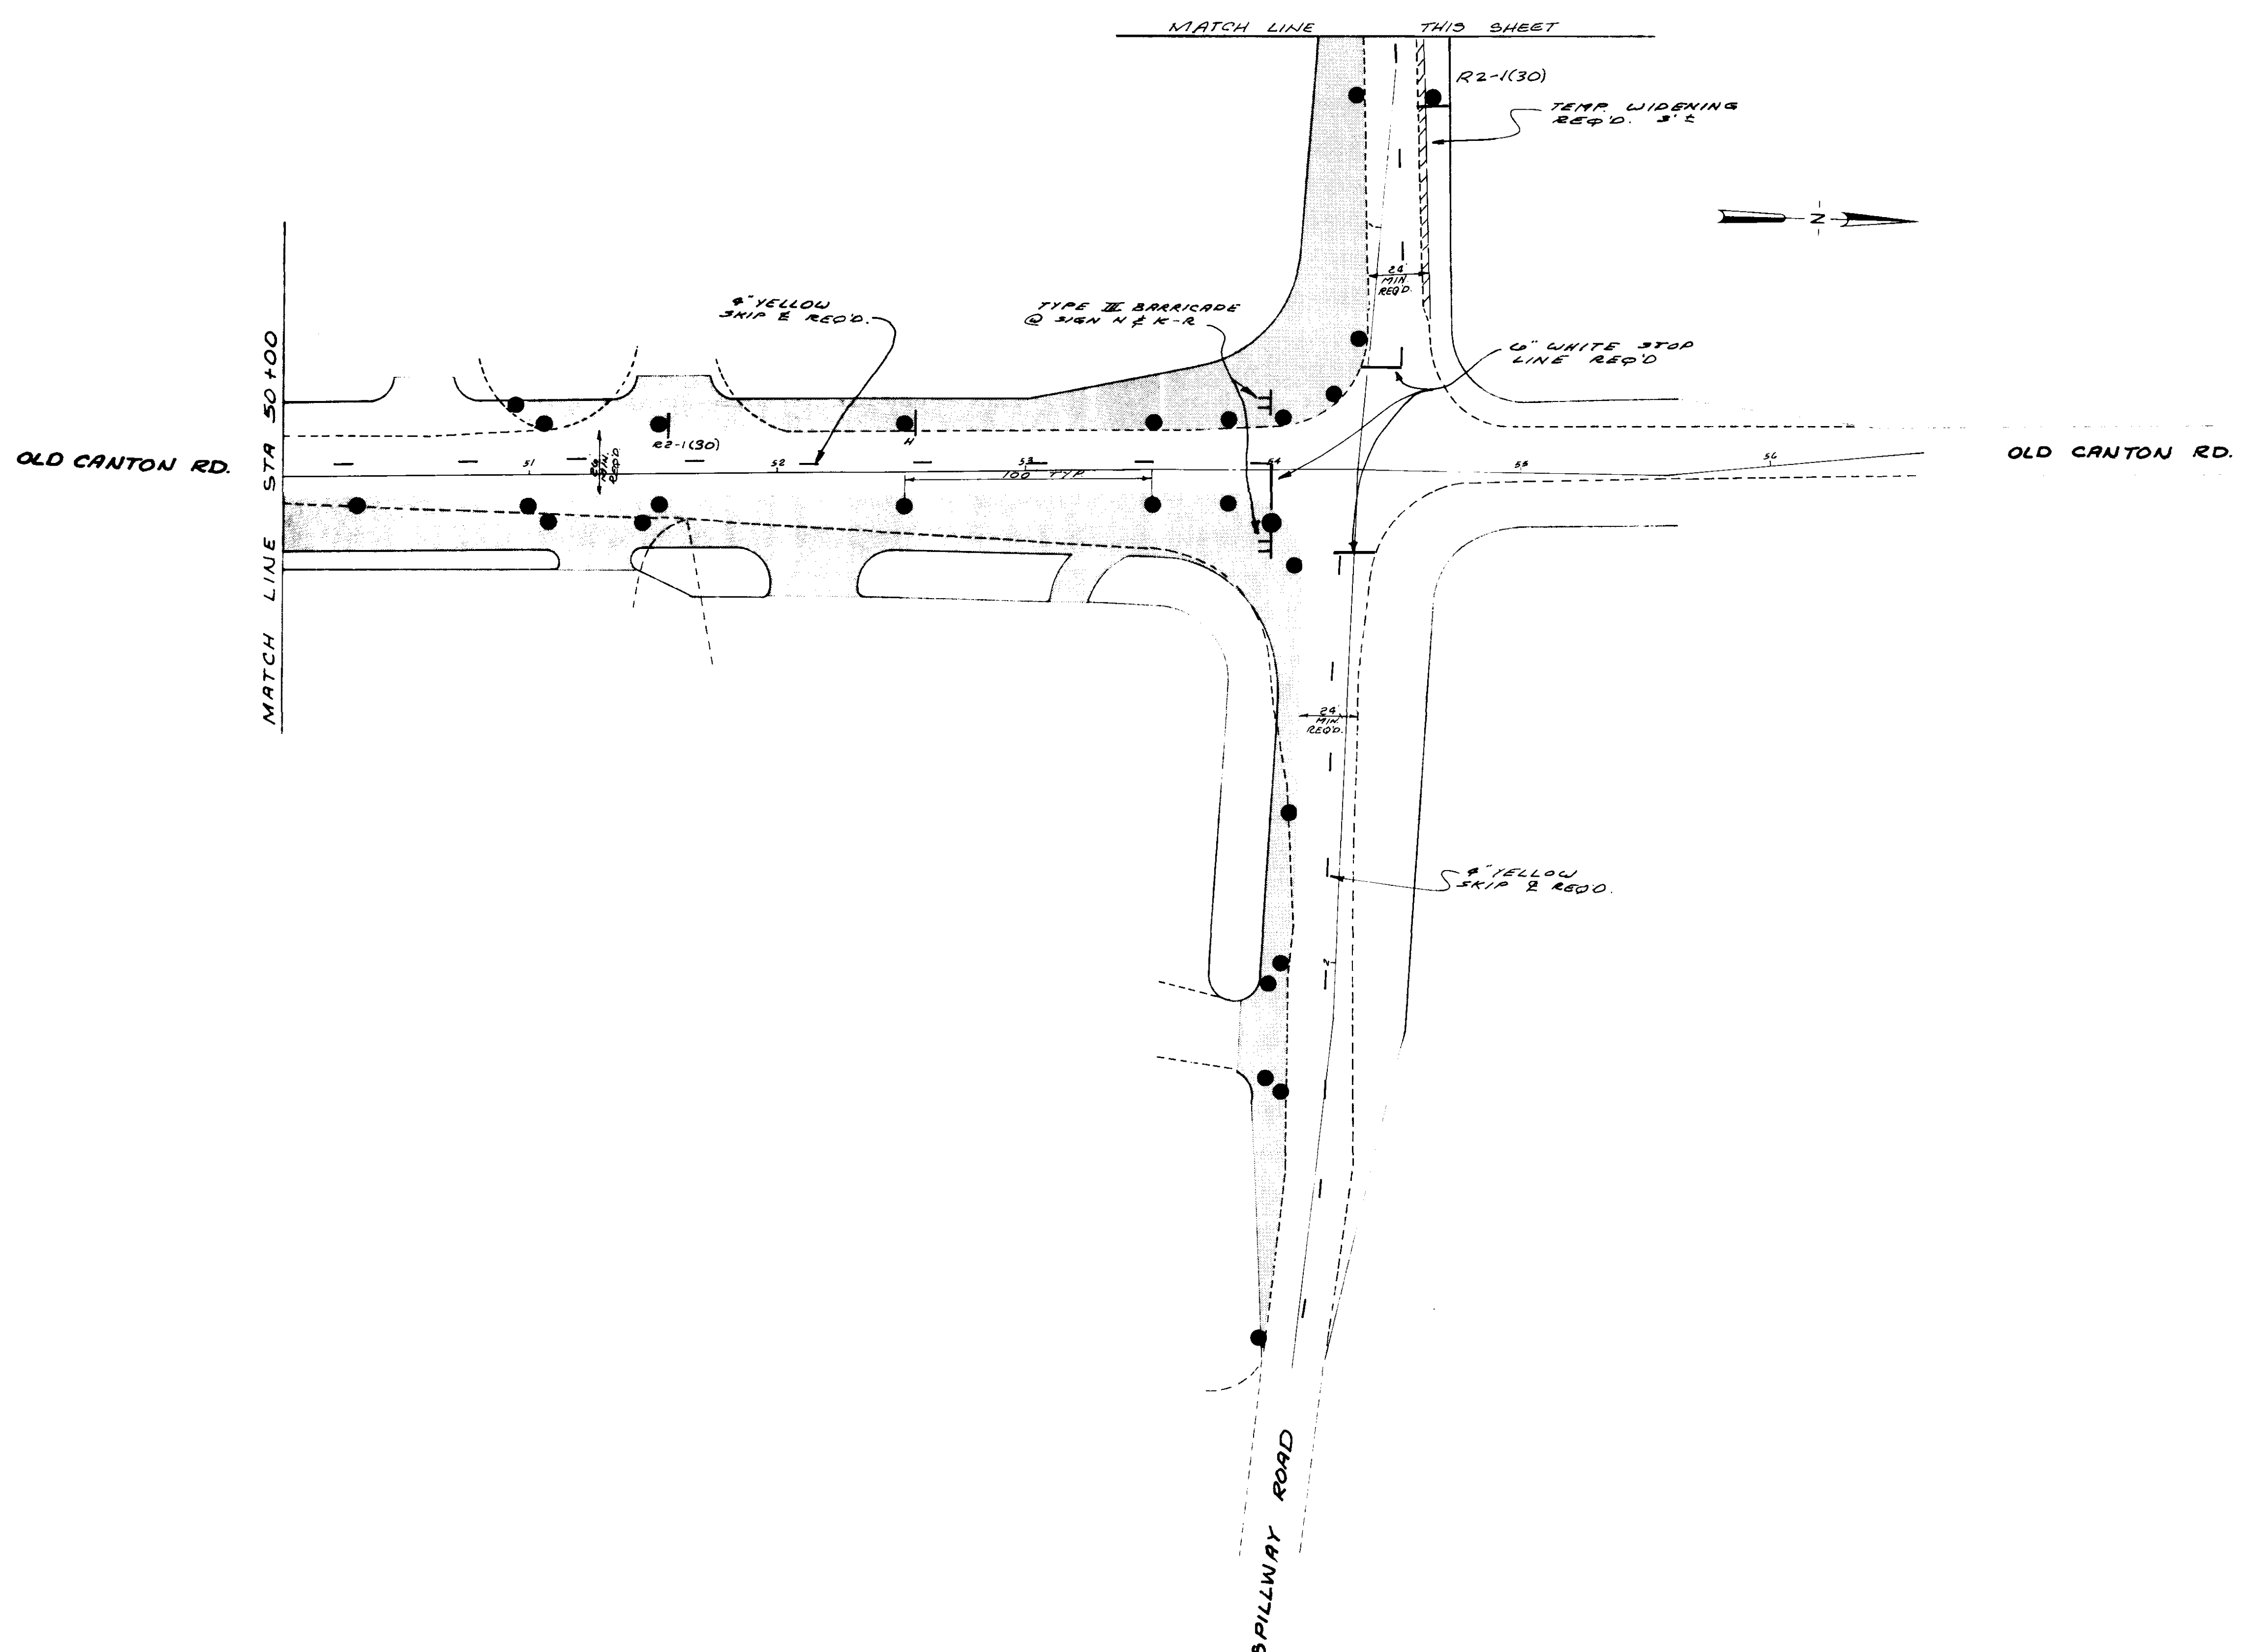 MATCH LINE THIS SHEET
R2-1(30)
TEMP. WIDENING
REQ'D. 3' ±
N
24'
MIN.
REQ'D.
4" YELLOW
SKIP ℄ REQ'D.
TYPE III BARRICADE
@ SIGN H & K-R
6" WHITE STOP
LINE REQ'D
MATCH LINE STA 50+00
OLD CANTON RD.
R2-1(30)
H
MIN.
REQ'D
51
52
53
54
55
56
100' TYP.
OLD CANTON RD.
24'
MIN.
REQ'D.
4" YELLOW
SKIP ℄ REQ'D.
2
SPILLWAY ROAD